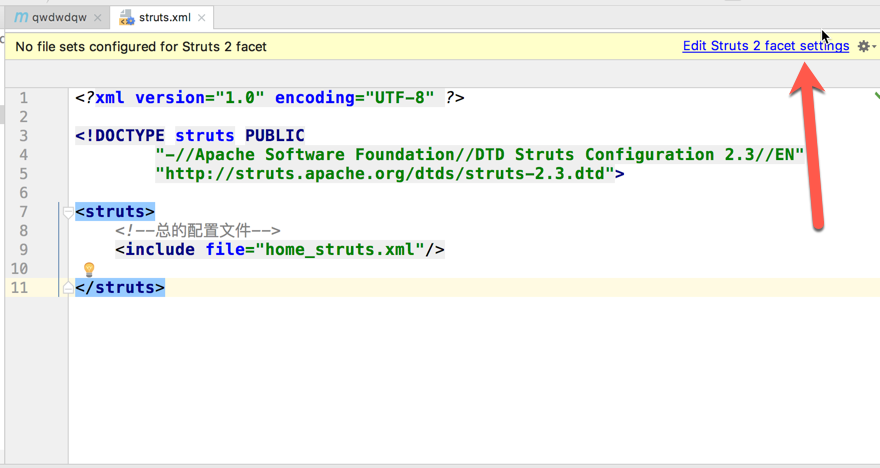 qwdwdqw
struts.xml
No file sets configured for Struts 2 facet
Edit Struts 2 facet settings
1 <?xml version="1.0" encoding="UTF-8" ?>
2
3 <!DOCTYPE struts PUBLIC
4 "-//Apache Software Foundation//DTD Struts Configuration 2.3//EN"
5 "http://struts.apache.org/dtds/struts-2.3.dtd">
6
7 <struts>
8 <!--总的配置文件-->
9 <include file="home_struts.xml"/>
10
11 </struts>